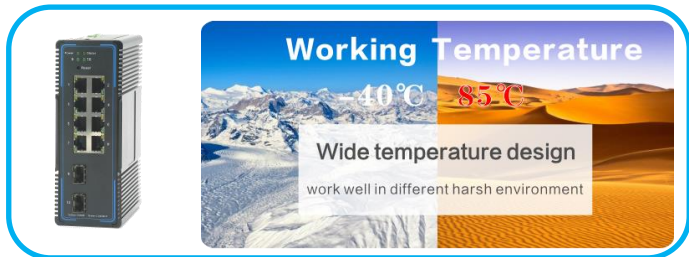 Working Temperature
-40℃ 85℃
Wide temperature design
work well in different harsh environment